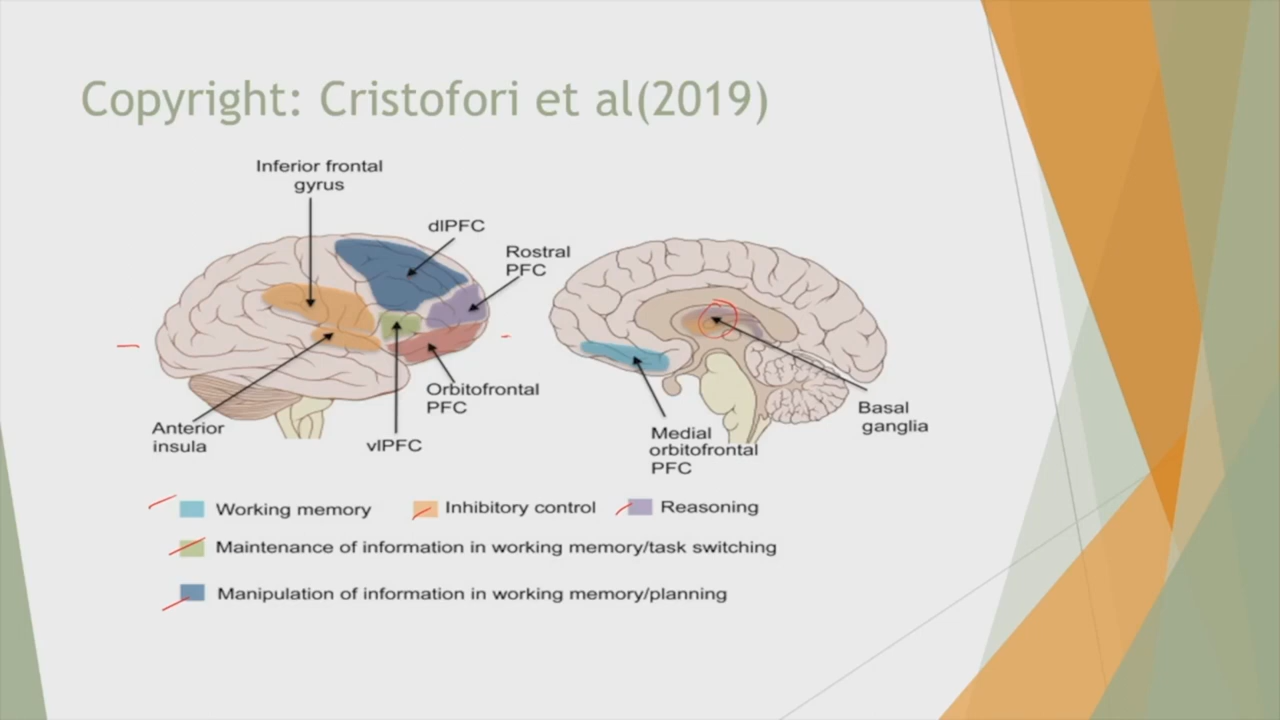 Copyright: Cristofori et al(2019)
Inferior frontal
gyrus
dlPFC
Rostral
PFC
Orbitofrontal
PFC
Anterior
insula
vlPFC
Basal
ganglia
Medial
orbitofrontal
PFC
Working memory
Inhibitory control
Reasoning
Maintenance of information in working memory/task switching
Manipulation of information in working memory/planning